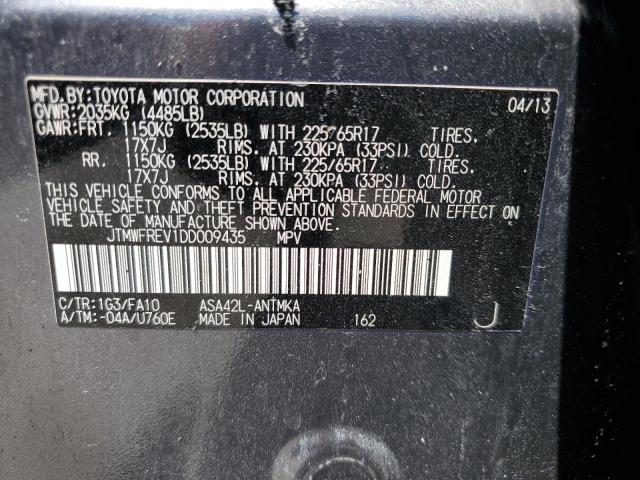 MFD.BY:TOYOTA MOTOR CORPORATION 04/13
GVWR:2035KG (4485LB)
GAWR:FRT. 1150KG (2535LB) WITH 225/65R17 TIRES.
17X7J RIMS. AT 230KPA (33PSI) COLD.
RR. 1150KG (2535LB) WITH 225/65R17 TIRES.
17X7J RIMS. AT 230KPA (33PSI) COLD.
THIS VEHICLE CONFORMS TO ALL APPLICABLE FEDERAL MOTOR
VEHICLE SAFETY AND THEFT PREVENTION STANDARDS IN EFFECT ON
THE DATE OF MANUFACTURE SHOWN ABOVE.
JTMWFREV1DD009435 MPV
C/TR:1G3/FA10 ASA42L-ANTMKA
A/TM:-04A/U760E MADE IN JAPAN 162 J